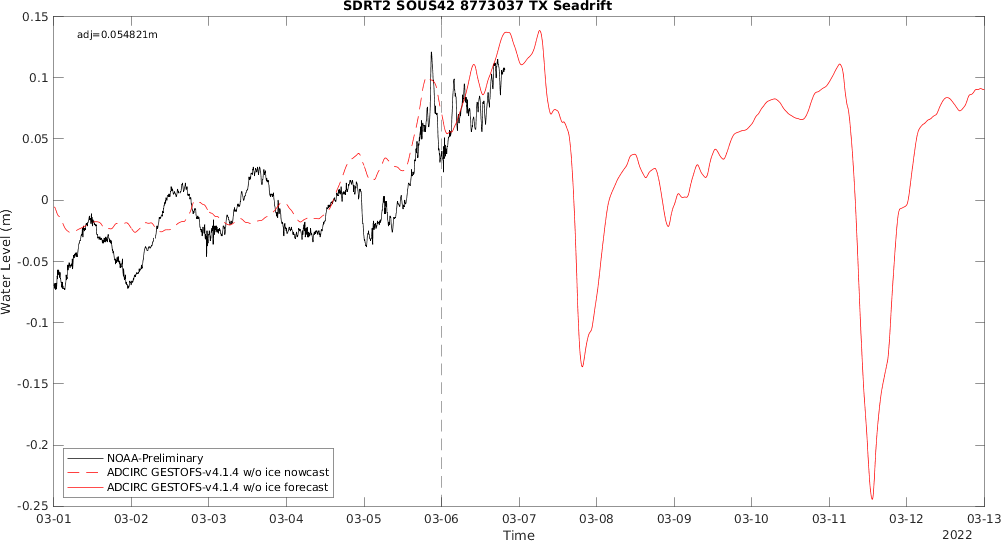 SDRT2 SOUS42 8773037 TX Seadrift
adj=0.054821m
0.15
0.1
0.05
0
-0.05
-0.1
-0.15
-0.2
-0.25
Water Level (m)
NOAA-Preliminary
ADCIRC GESTOFS-v4.1.4 w/o ice nowcast
ADCIRC GESTOFS-v4.1.4 w/o ice forecast
03-01 03-02 03-03 03-04 03-05 03-06 03-07 03-08 03-09 03-10 03-11 03-12 03-13
Time
2022